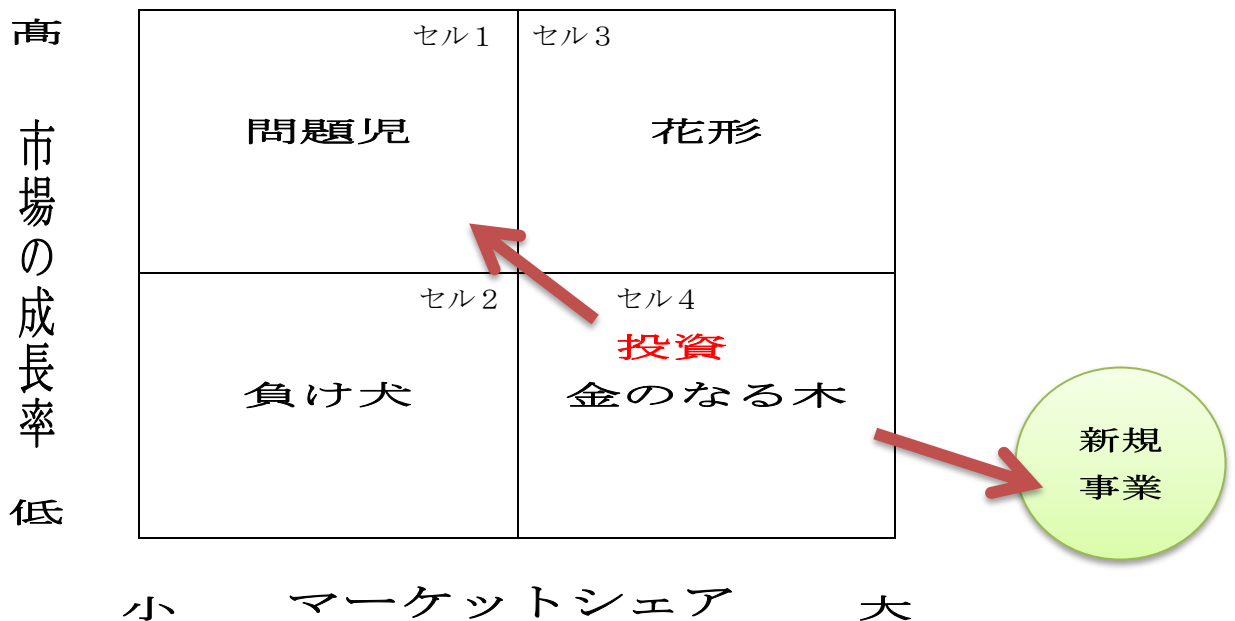 高
セル１
セル３
問題児
花形
市場の成長率
セル２
セル４
投資
負け犬
金のなる木
新規
事業
低
小
マーケットシェア
大